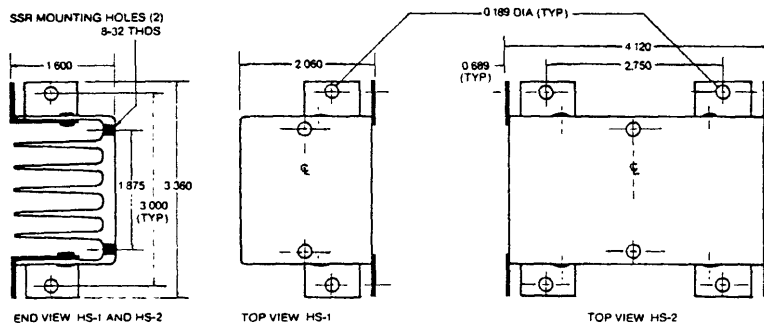 SSR MOUNTING HOLES (2)
8-32 THDS
0.189 DIA (TYP)
1.600
2.060
4.120
0.689
(TYP)
2.750
1.875
3.360
3.000
(TYP)
℄
℄
END VIEW HS-1 AND HS-2
TOP VIEW HS-1
TOP VIEW HS-2